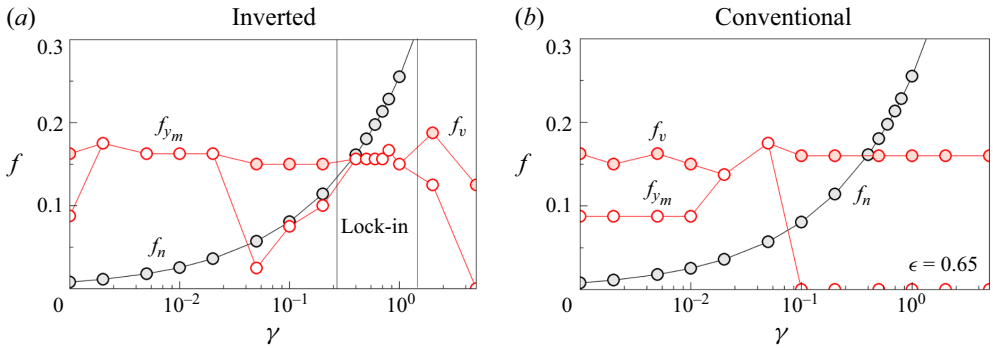 (a) Inverted
0.3
0.2
0.1
f
f_{y_m}
f_v
f_n
Lock-in
0 10^{-2} 10^{-1} 10^0
γ
(b) Conventional
0.3
0.2
0.1
f
f_v
f_{y_m}
f_n
ϵ = 0.65
0 10^{-2} 10^{-1} 10^0
γ